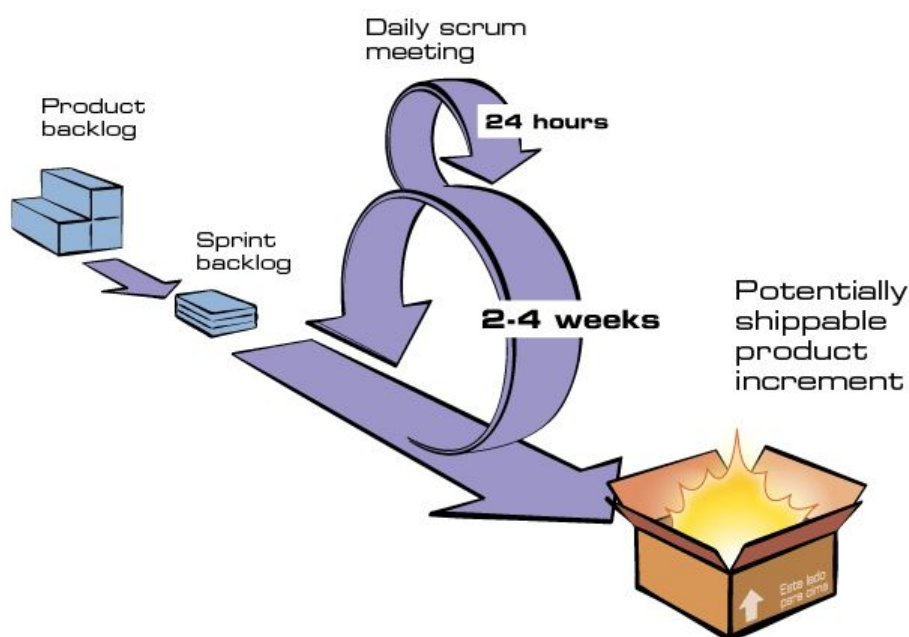 Daily scrum
meeting
24 hours
Product
backlog
Sprint
backlog
2-4 weeks
Potentially
shippable
product
increment
Este lado
para cima